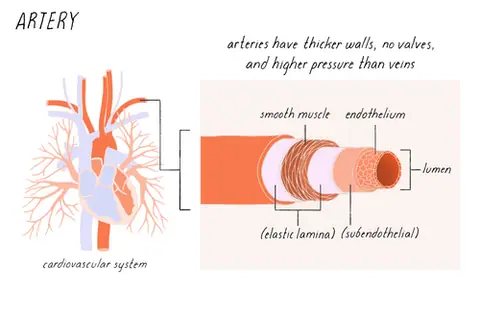 ARTERY
arteries have thicker walls, no valves,
and higher pressure than veins
smooth muscle
endothelium
lumen
(elastic lamina)
(subendothelial)
cardiovascular system